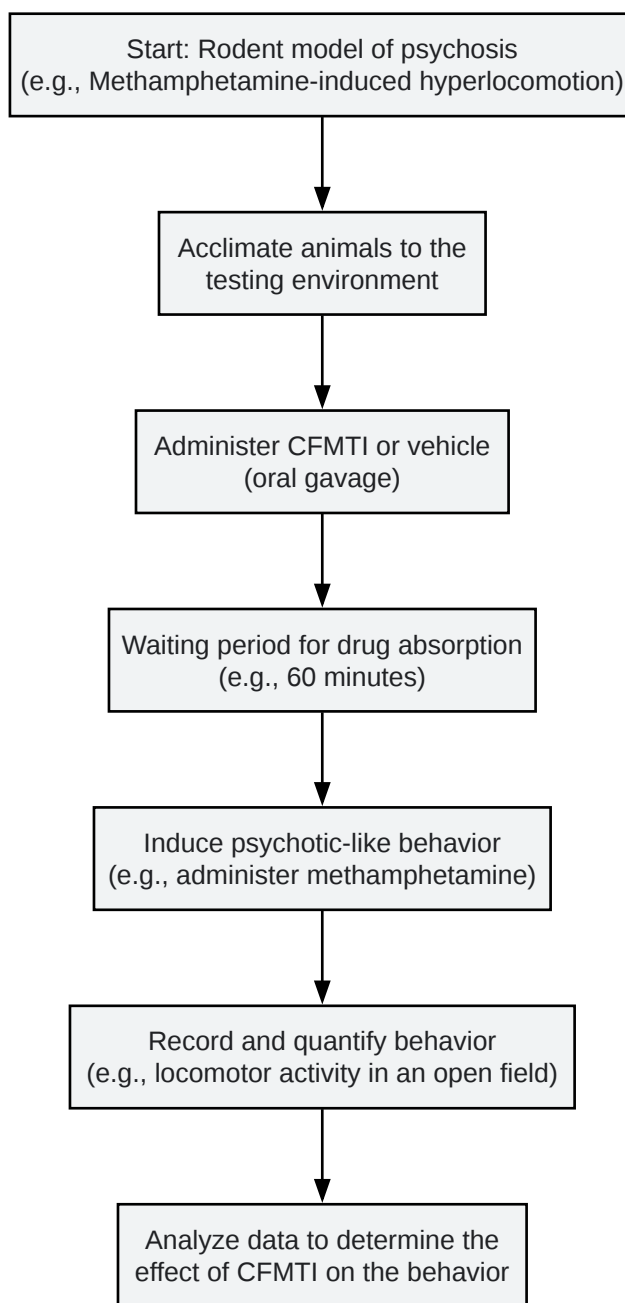 Start: Rodent model of psychosis
(e.g., Methamphetamine-induced hyperlocomotion)
Acclimate animals to the
testing environment
Administer CFMTI or vehicle
(oral gavage)
Waiting period for drug absorption
(e.g., 60 minutes)
Induce psychotic-like behavior
(e.g., administer methamphetamine)
Record and quantify behavior
(e.g., locomotor activity in an open field)
Analyze data to determine the
effect of CFMTI on the behavior